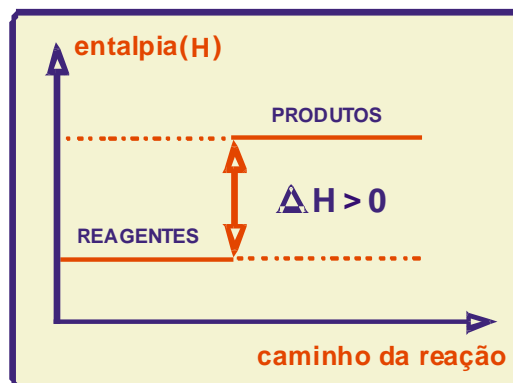 entalpia(H)
PRODUTOS
ΔH > 0
REAGENTES
caminho da reação